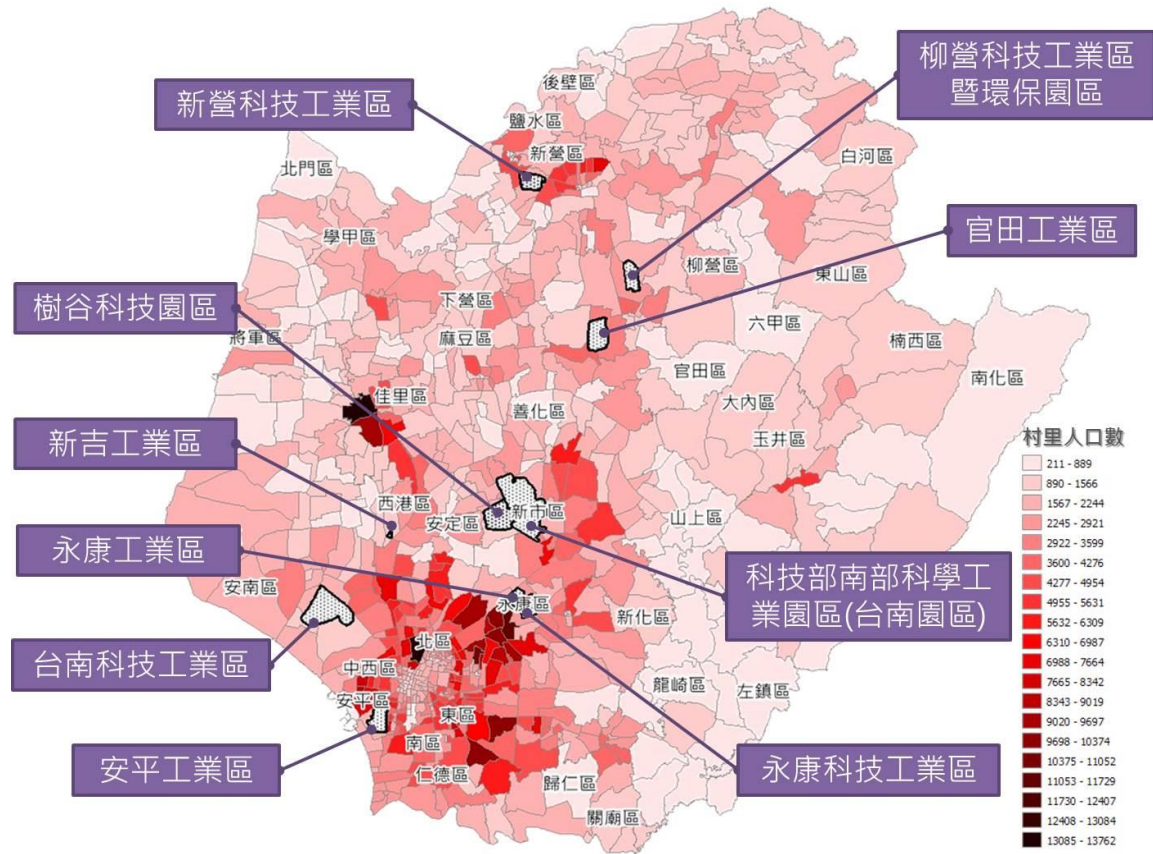 柳營科技工業區
暨環保園區
新營科技工業區
官田工業區
樹谷科技園區
新吉工業區
永康工業區
台南科技工業區
安平工業區
科技部南部科學工
業園區(台南園區)
永康科技工業區
後壁區
鹽水區
新營區
白河區
北門區
學甲區
柳營區
東山區
下營區
六甲區
將軍區
麻豆區
楠西區
官田區
南化區
佳里區
大內區
善化區
玉井區
西港區
安定區
新市區
山上區
安南區
永康區
新化區
北區
中西區
龍崎區
左鎮區
安平區
東區
南區
仁德區
歸仁區
關廟區
村里人口數
211 - 889
890 - 1566
1567 - 2244
2245 - 2921
2922 - 3599
3600 - 4276
4277 - 4954
4955 - 5631
5632 - 6309
6310 - 6987
6988 - 7664
7665 - 8342
8343 - 9019
9020 - 9697
9698 - 10374
10375 - 11052
11053 - 11729
11730 - 12407
12408 - 13084
13085 - 13762